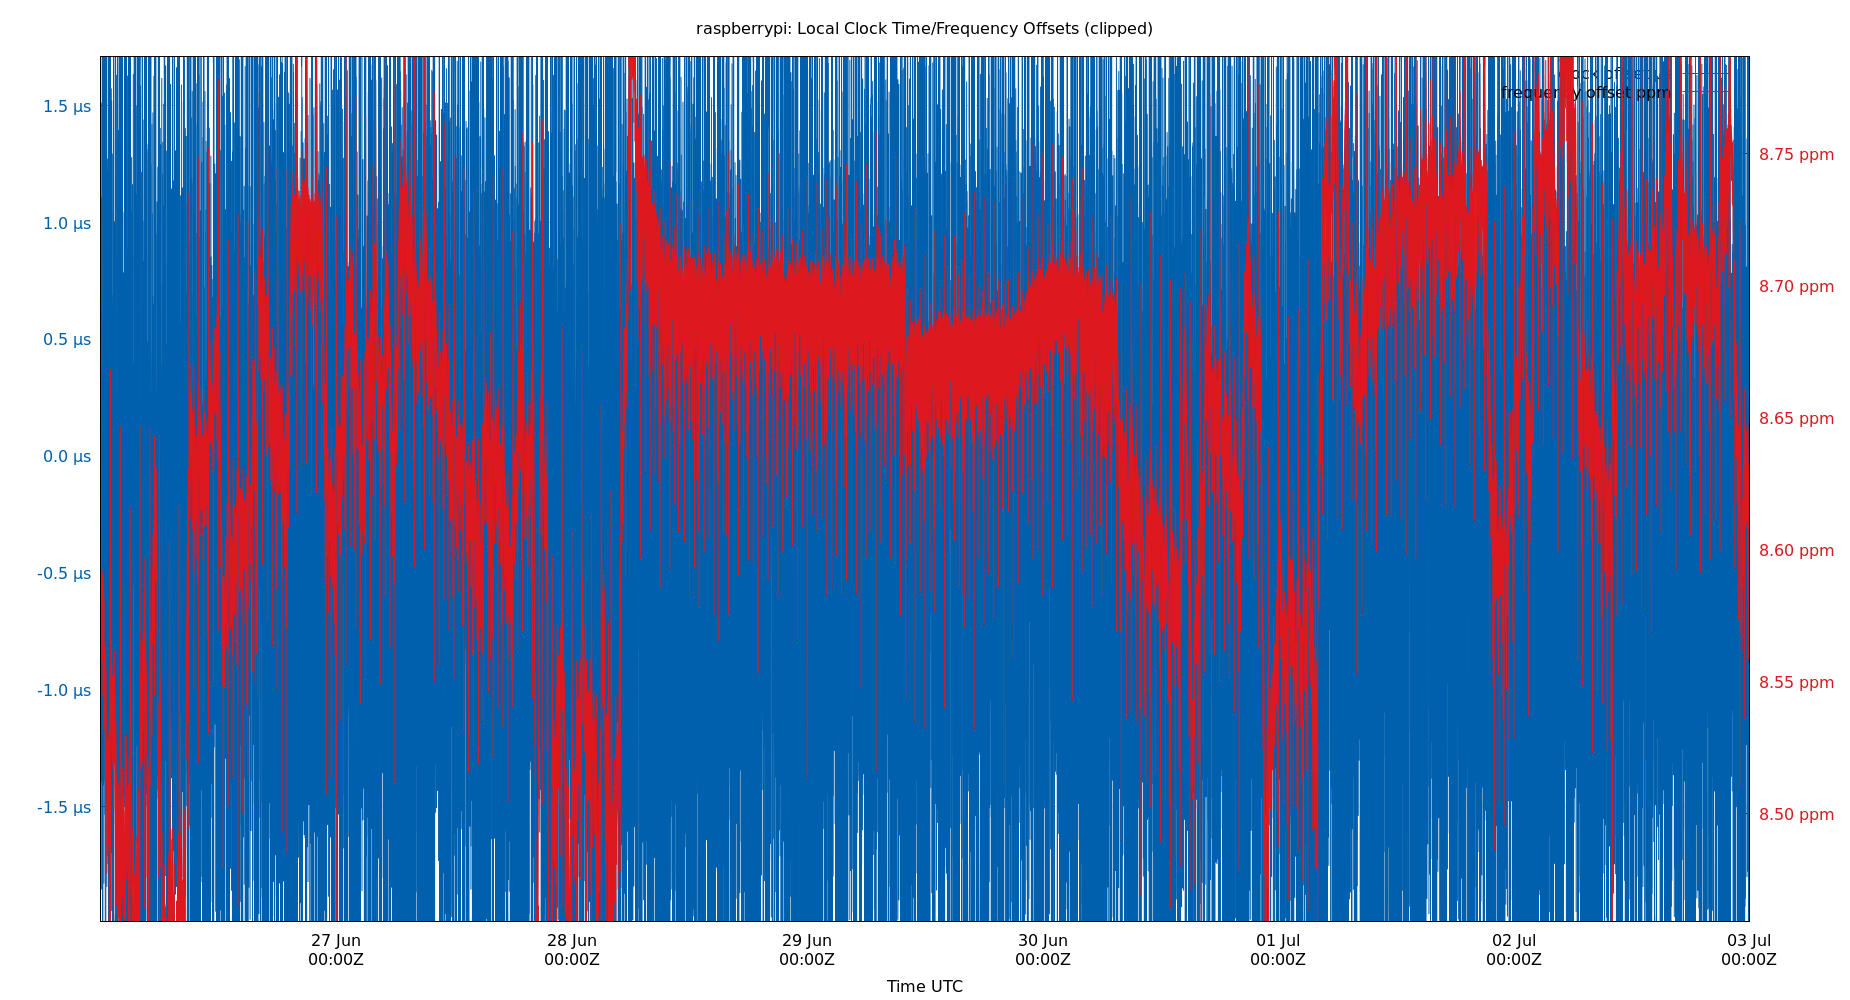 raspberrypi: Local Clock Time/Frequency Offsets (clipped)
frequency offset ppm
1.5 µs
1.0 µs
0.5 µs
0.0 µs
-0.5 µs
-1.0 µs
-1.5 µs
8.75 ppm
8.70 ppm
8.65 ppm
8.60 ppm
8.55 ppm
8.50 ppm
27 Jun 28 Jun 29 Jun 30 Jun 01 Jul 02 Jul 03 Jul
00:00Z 00:00Z 00:00Z 00:00Z 00:00Z 00:00Z 00:00Z
Time UTC